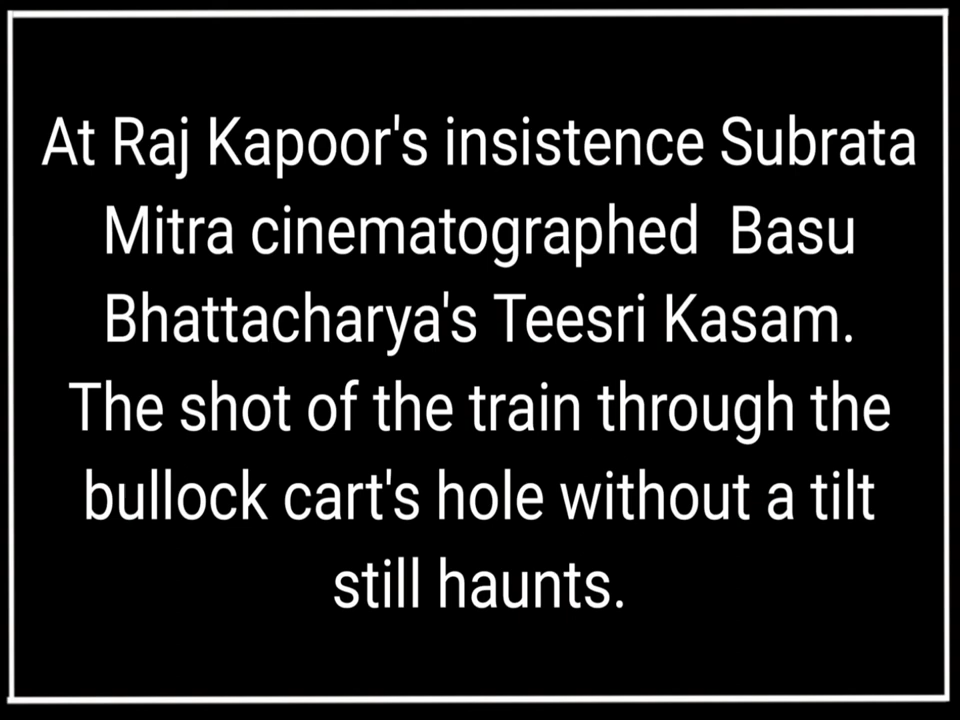 At Raj Kapoor's insistence Subrata
Mitra cinematographed  Basu
Bhattacharya's Teesri Kasam.
The shot of the train through the
bullock cart's hole without a tilt
still haunts.